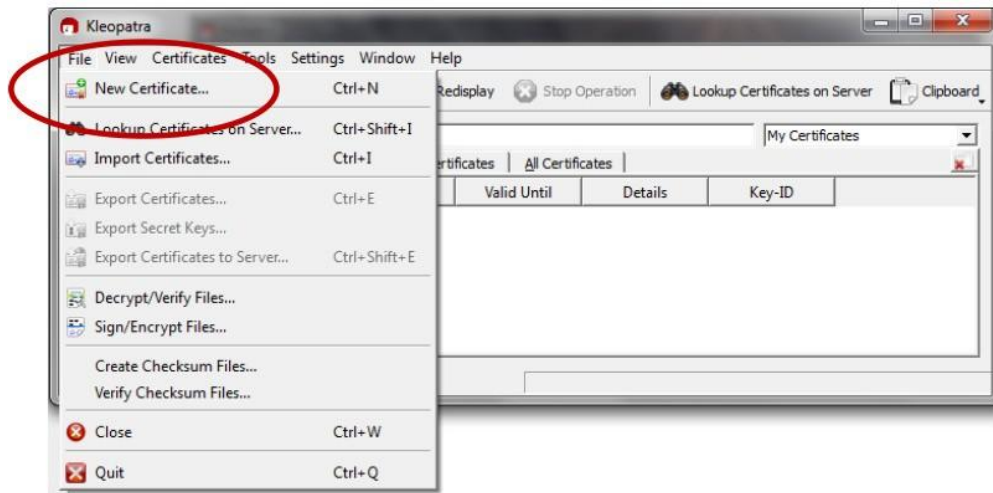 Kleopatra
File View Certificates Tools Settings Window Help
New Certificate... Ctrl+N
Redisplay Stop Operation Lookup Certificates on Server Clipboard
Lookup Certificates on Server... Ctrl+Shift+I
My Certificates
Import Certificates... Ctrl+I
ertificates All Certificates
Export Certificates... Ctrl+E
Valid Until Details Key-ID
Export Secret Keys...
Export Certificates to Server... Ctrl+Shift+E
Decrypt/Verify Files...
Sign/Encrypt Files...
Create Checksum Files...
Verify Checksum Files...
Close Ctrl+W
Quit Ctrl+Q